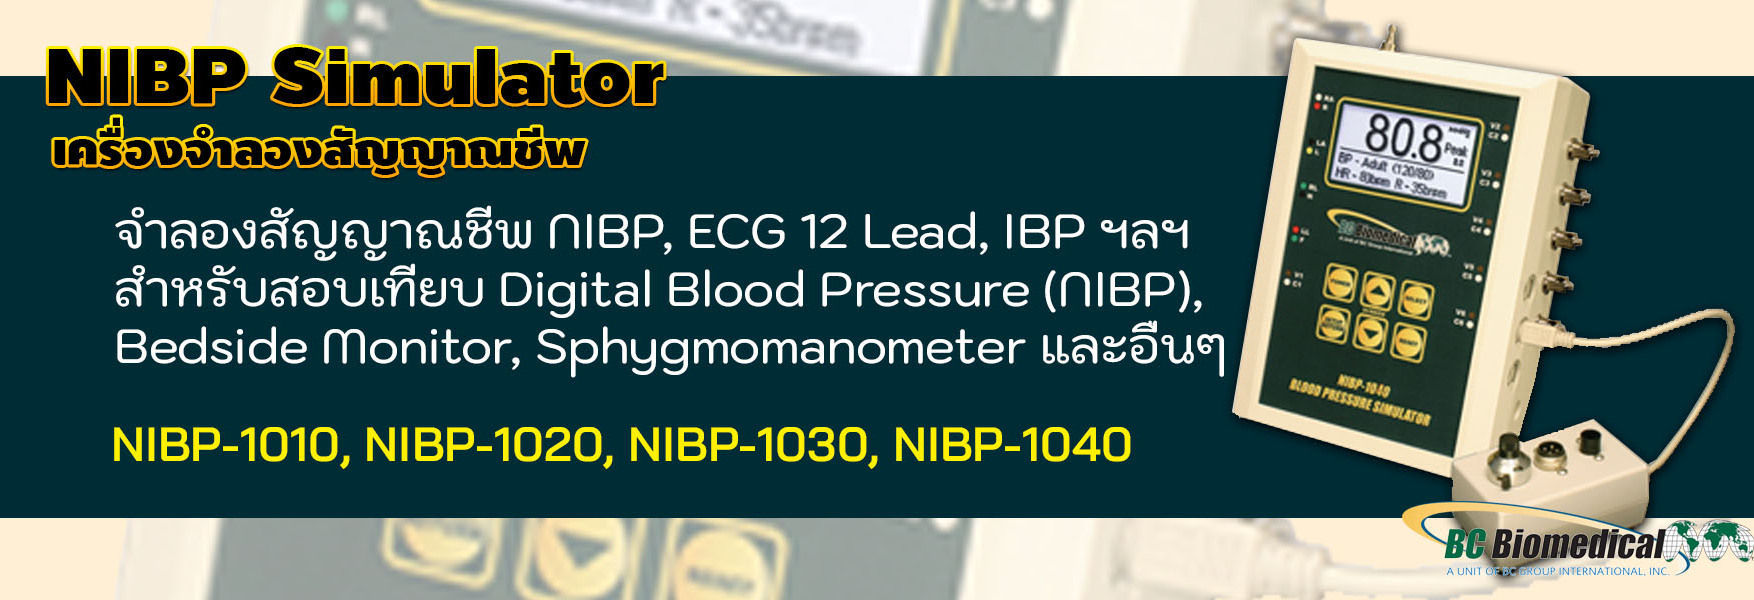 NIBP Simulator
เครื่องจำลองสัญญาณชีพ
จำลองสัญญาณชีพ NIBP, ECG 12 Lead, IBP ฯลฯ
สำหรับสอบเทียบ Digital Blood Pressure (NIBP),
Bedside Monitor, Sphygmomanometer และอื่นๆ
NIBP-1010, NIBP-1020, NIBP-1030, NIBP-1040
80.8 mmHg
Peak
BP - Adult (120/80)
HR - 83bpm R - 35brpm
BC Biomedical
NIBP-1040
BLOOD PRESSURE SIMULATOR
BC Biomedical
A UNIT OF BC GROUP INTERNATIONAL, INC.